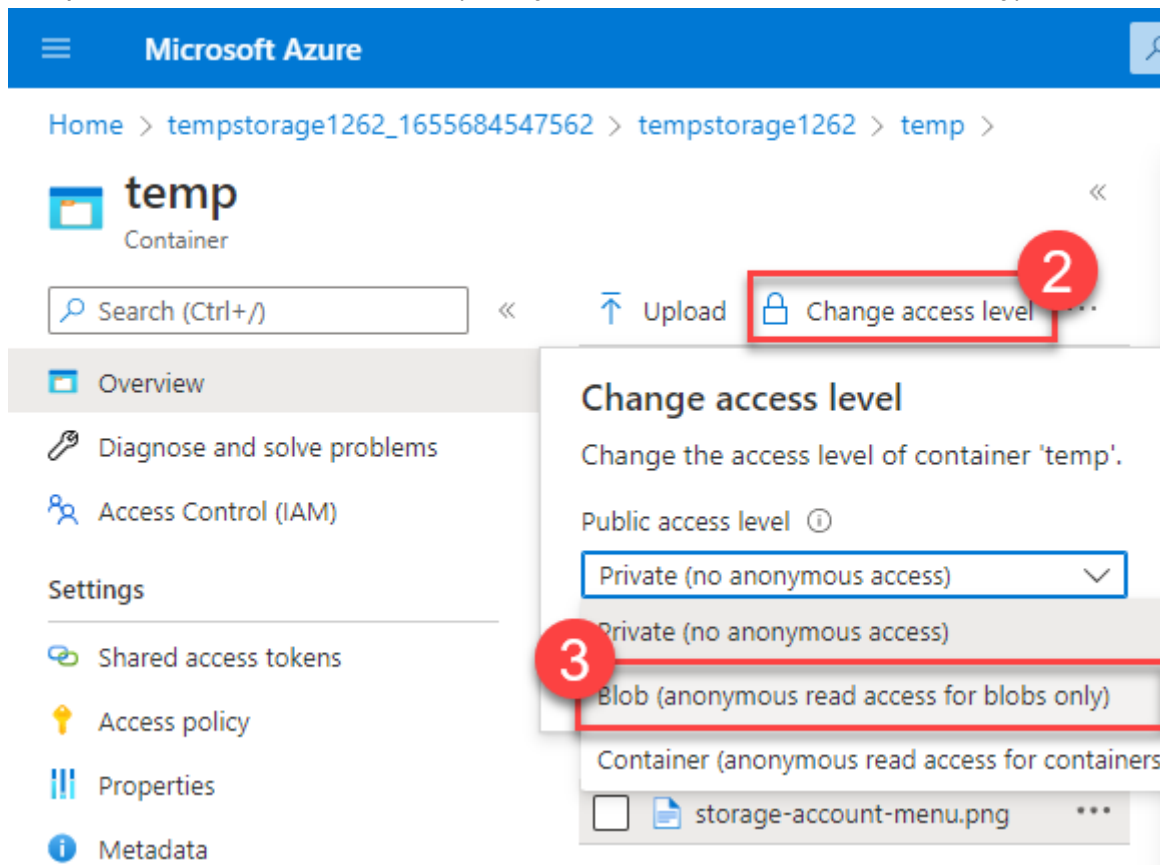 Microsoft Azure
Home > tempstorage1262_1655684547562 > tempstorage1262 > temp >
temp
Container
Search (Ctrl+/)
Upload
Change access level
2
Overview
Diagnose and solve problems
Access Control (IAM)
Settings
Shared access tokens
Access policy
Properties
Metadata
Change access level
Change the access level of container 'temp'.
Public access level
Private (no anonymous access)
Private (no anonymous access)
3
Blob (anonymous read access for blobs only)
Container (anonymous read access for containers
storage-account-menu.png